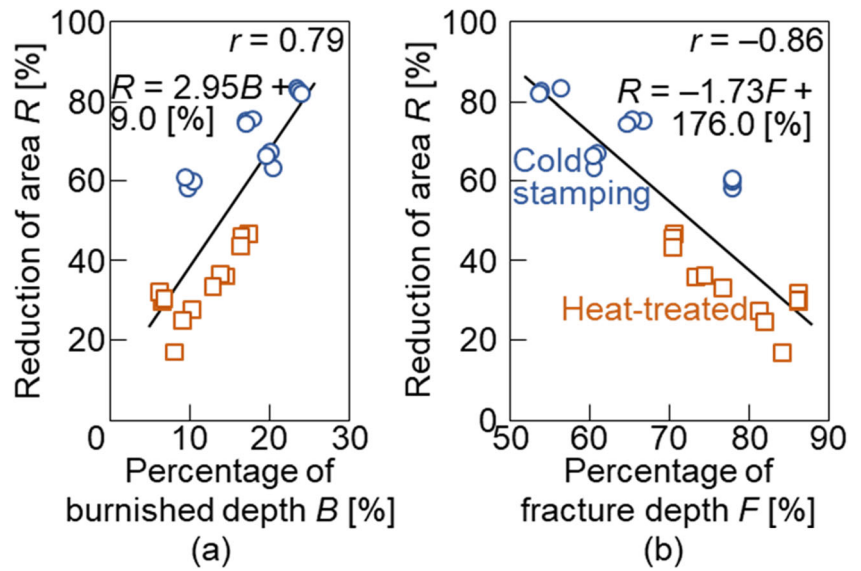 Reduction of area R [%]
100
80
60
40
20
0
10
20
30
r = 0.79
R = 2.95B +
9.0 [%]
Percentage of
burnished depth B [%]
(a)
Reduction of area R [%]
100
80
60
40
20
0
50
60
70
80
90
r = –0.86
R = –1.73F +
176.0 [%]
Cold
stamping
Heat-treated
Percentage of
fracture depth F [%]
(b)